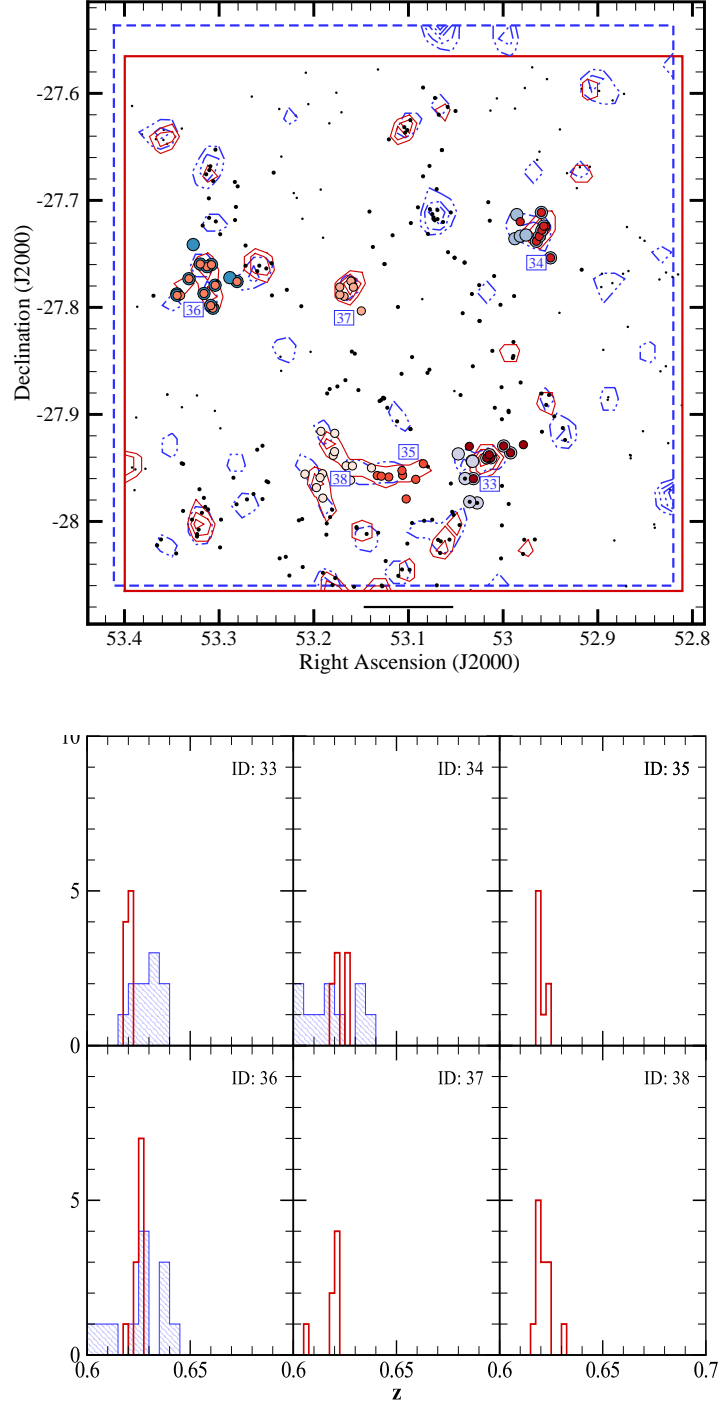 -27.6
-27.7
34
-27.8
36
37
-27.9
35
38
33
-28
53.4 53.3 53.2 53.1 53 52.9 52.8
Right Ascension (J2000)
Declination (J2000)
10
ID: 33 ID: 34 ID: 35
5
0
ID: 36 ID: 37 ID: 38
5
0
0.6 0.65 0.6 0.65 0.6 0.65 0.7
z